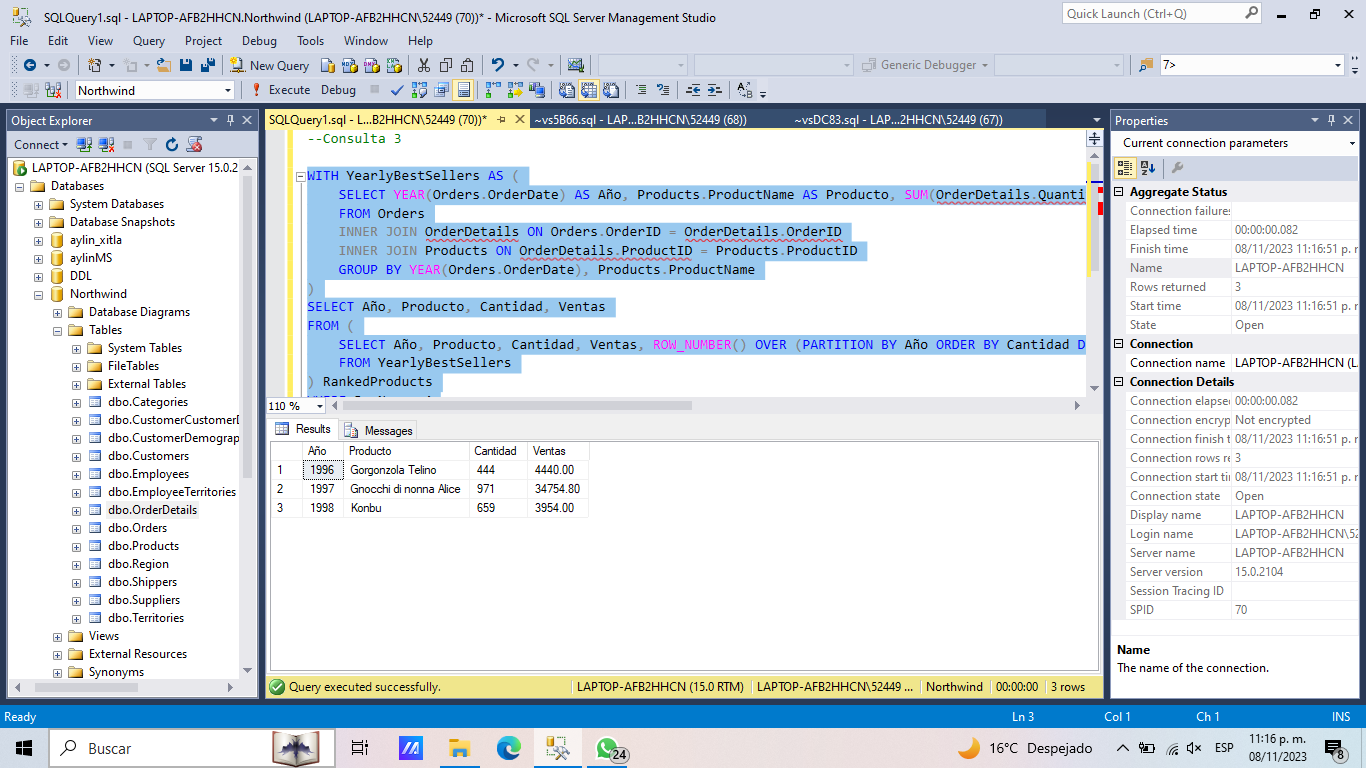 SQLQuery1.sql - LAPTOP-AFB2HHCN.Northwind (LAPTOP-AFB2HHCN\52449 (70))* - Microsoft SQL Server Management Studio
Quick Launch (Ctrl+Q)
File Edit View Query Project Debug Tools Window Help
New Query
Generic Debugger
7>
Northwind
Execute Debug
Object Explorer
Connect
LAPTOP-AFB2HHCN (SQL Server 15.0.2
Databases
System Databases
Database Snapshots
aylin_xitla
aylinMS
DDL
Northwind
Database Diagrams
Tables
System Tables
FileTables
External Tables
dbo.Categories
dbo.CustomerCustomerD
dbo.CustomerDemograp
dbo.Customers
dbo.Employees
dbo.EmployeeTerritories
dbo.OrderDetails
dbo.Orders
dbo.Products
dbo.Region
dbo.Shippers
dbo.Suppliers
dbo.Territories
Views
External Resources
Synonyms
SQLQuery1.sql - L...B2HHCN\52449 (70))*
~vs5B66.sql - LAP...B2HHCN\52449 (68))
~vsDC83.sql - LAP...2HHCN\52449 (67))
--Consulta 3
WITH YearlyBestSellers AS (
SELECT YEAR(Orders.OrderDate) AS Año, Products.ProductName AS Producto, SUM(OrderDetails.Quanti
FROM Orders
INNER JOIN OrderDetails ON Orders.OrderID = OrderDetails.OrderID
INNER JOIN Products ON OrderDetails.ProductID = Products.ProductID
GROUP BY YEAR(Orders.OrderDate), Products.ProductName
)
SELECT Año, Producto, Cantidad, Ventas
FROM (
SELECT Año, Producto, Cantidad, Ventas, ROW_NUMBER() OVER (PARTITION BY Año ORDER BY Cantidad D
FROM YearlyBestSellers
) RankedProducts
110 %
Results Messages
Año Producto Cantidad Ventas
1 1996 Gorgonzola Telino 444 4440.00
2 1997 Gnocchi di nonna Alice 971 34754.80
3 1998 Konbu 659 3954.00
Query executed successfully.
LAPTOP-AFB2HHCN (15.0 RTM) LAPTOP-AFB2HHCN\52449 ... Northwind 00:00:00 3 rows
Properties
Current connection parameters
Aggregate Status
Connection failures
Elapsed time 00:00:00.082
Finish time 08/11/2023 11:16:51 p. r
Name LAPTOP-AFB2HHCN
Rows returned 3
Start time 08/11/2023 11:16:51 p. r
State Open
Connection
Connection name LAPTOP-AFB2HHCN (L
Connection Details
Connection elapse 00:00:00.082
Connection encryp Not encrypted
Connection finish t 08/11/2023 11:16:51 p. r
Connection rows re 3
Connection start ti 08/11/2023 11:16:51 p. r
Connection state Open
Display name LAPTOP-AFB2HHCN
Login name LAPTOP-AFB2HHCN\52
Server name LAPTOP-AFB2HHCN
Server version 15.0.2104
Session Tracing ID
SPID 70
Name
The name of the connection.
Ready Ln 3 Col 1 Ch 1 INS
Buscar
24
16°C Despejado
ESP
11:16 p. m.
08/11/2023
8